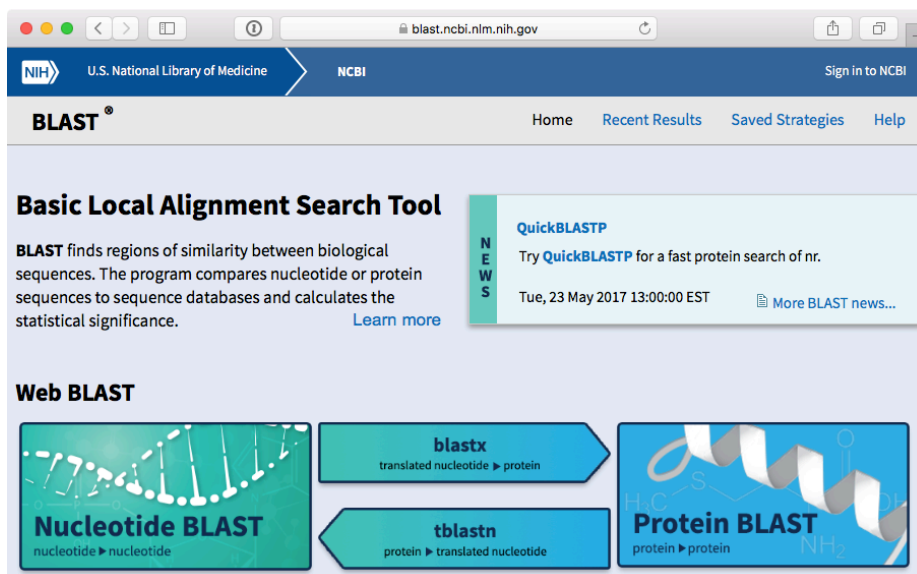 blast.ncbi.nlm.nih.gov
NIH U.S. National Library of Medicine NCBI Sign in to NCBI
BLAST ® Home Recent Results Saved Strategies Help
Basic Local Alignment Search Tool
BLAST finds regions of similarity between biological
sequences. The program compares nucleotide or protein
sequences to sequence databases and calculates the
statistical significance. Learn more
NEWS
QuickBLASTP
Try QuickBLASTP for a fast protein search of nr.
Tue, 23 May 2017 13:00:00 EST
More BLAST news...
Web BLAST
Nucleotide BLAST
nucleotide ▶ nucleotide
blastx
translated nucleotide ▶ protein
tblastn
protein ▶ translated nucleotide
H₃C
S
O
OH
NH₂
Protein BLAST
protein ▶ protein